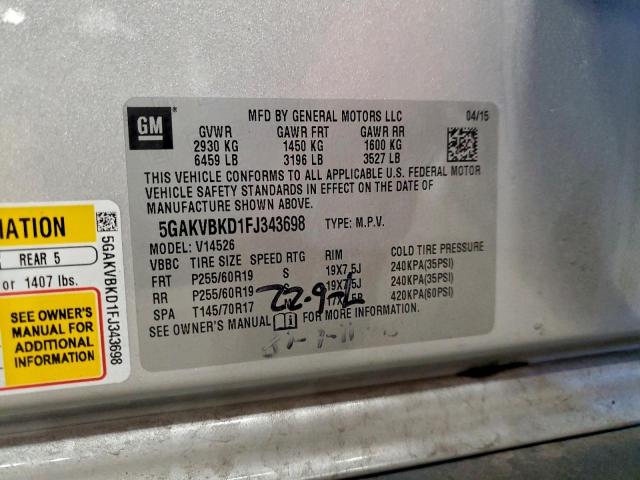 GM
MFD BY GENERAL MOTORS LLC 04/15
GVWR GAWR FRT GAWR RR
2930 KG 1450 KG 1600 KG
6459 LB 3196 LB 3527 LB
THIS VEHICLE CONFORMS TO ALL APPLICABLE U.S. FEDERAL MOTOR
VEHICLE SAFETY STANDARDS IN EFFECT ON THE DATE OF
MANUFACTURE SHOWN ABOVE.
5GAKVBKD1FJ343698 TYPE: M.P.V.
MODEL: V14526
VBBC TIRE SIZE SPEED RTG RIM COLD TIRE PRESSURE
FRT P255/60R19 S 19X7.5J 240KPA(35PSI)
RR P255/60R19 S 19X7.5J 240KPA(35PSI)
SPA T145/70R17 420KPA(60PSI)
SEE OWNER'S MANUAL FOR MORE INFORMATION.
MATION
REAR 5
or 1407 lbs.
SEE OWNER'S
MANUAL FOR
ADDITIONAL
INFORMATION
5GAKVBKD1FJ343698